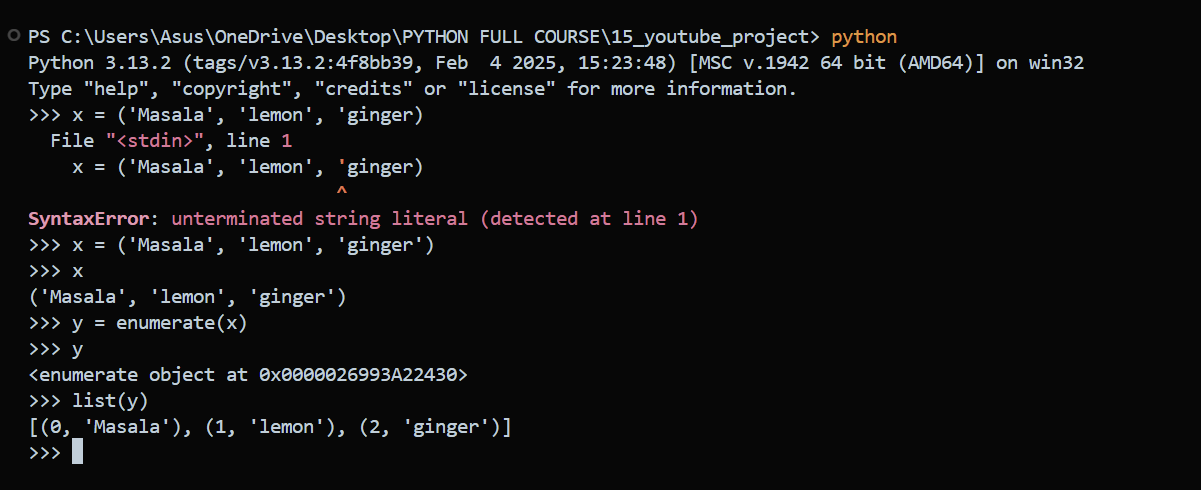 PS C:\Users\Asus\OneDrive\Desktop\PYTHON FULL COURSE\15_youtube_project> python
Python 3.13.2 (tags/v3.13.2:4f8bb39, Feb  4 2025, 15:23:48) [MSC v.1942 64 bit (AMD64)] on win32
Type "help", "copyright", "credits" or "license" for more information.
>>> x = ('Masala', 'lemon', 'ginger)
  File "<stdin>", line 1
    x = ('Masala', 'lemon', 'ginger)
                            ^
SyntaxError: unterminated string literal (detected at line 1)
>>> x = ('Masala', 'lemon', 'ginger')
>>> x
('Masala', 'lemon', 'ginger')
>>> y = enumerate(x)
>>> y
<enumerate object at 0x0000026993A22430>
>>> list(y)
[(0, 'Masala'), (1, 'lemon'), (2, 'ginger')]
>>>